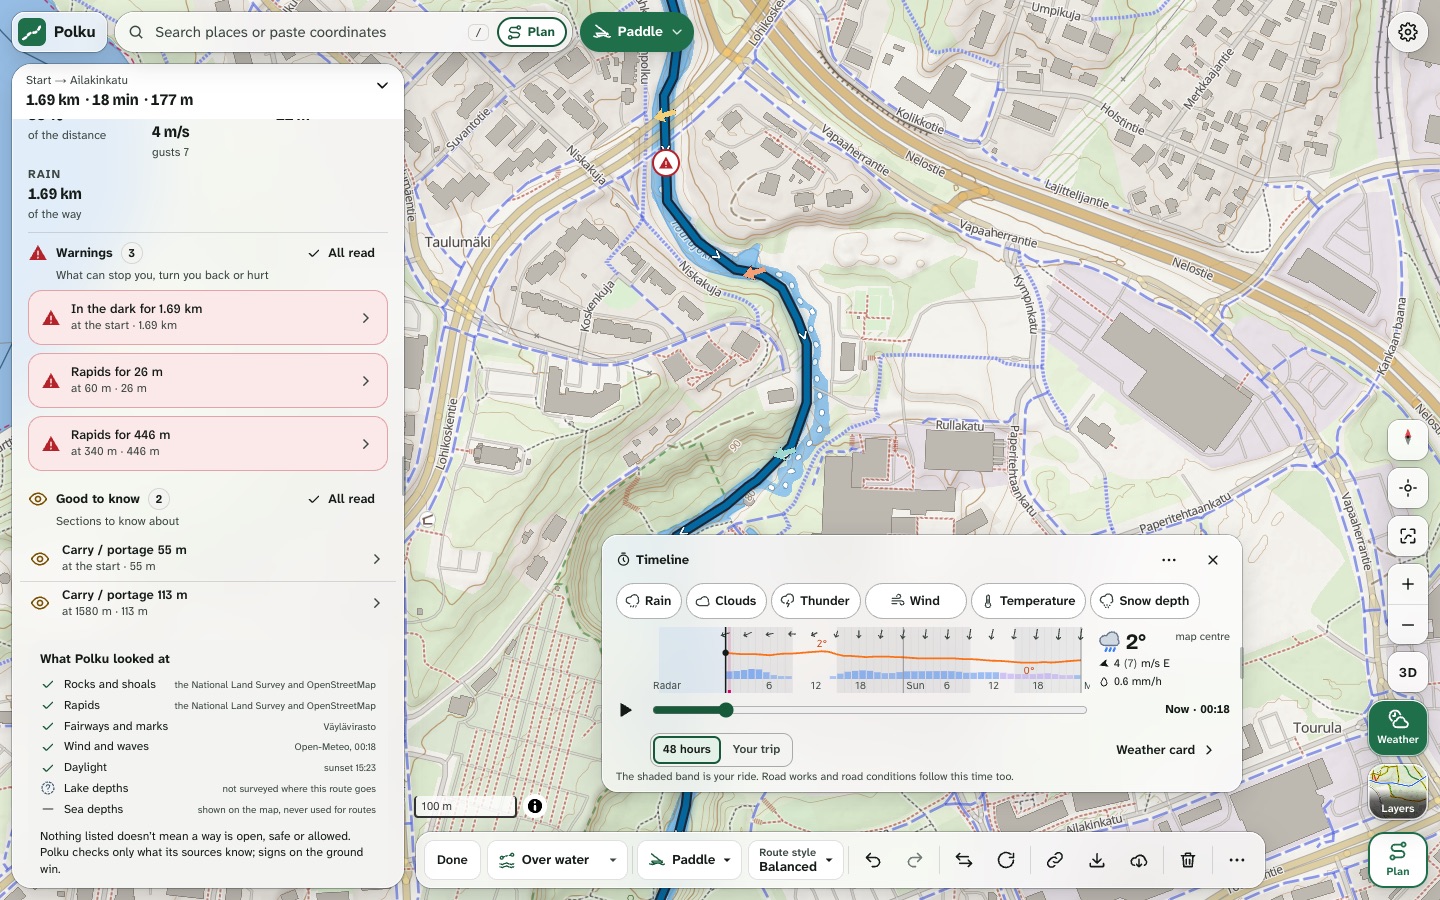 Polku
Search places or paste coordinates
/
Plan
Paddle
Start → Ailakinkatu
1.69 km · 18 min · 177 m
of the distance
4 m/s
gusts 7
RAIN
1.69 km
of the way
Warnings 3
All read
What can stop you, turn you back or hurt
In the dark for 1.69 km
at the start · 1.69 km
Rapids for 26 m
at 60 m · 26 m
Rapids for 446 m
at 340 m · 446 m
Good to know 2
All read
Sections to know about
Carry / portage 55 m
at the start · 55 m
Carry / portage 113 m
at 1580 m · 113 m
What Polku looked at
Rocks and shoals the National Land Survey and OpenStreetMap
Rapids the National Land Survey and OpenStreetMap
Fairways and marks Väylävirasto
Wind and waves Open-Meteo, 00:18
Daylight sunset 15:23
Lake depths not surveyed where this route goes
Sea depths shown on the map, never used for routes
Nothing listed doesn't mean a way is open, safe or allowed.
Polku checks only what its sources know; signs on the ground
win.
Umpikuja
Merkkaajantie
Holstintie
Kolikkotie
Vapaaherrantie
Nelostie
Lajittelijantie
Vapaaherrantie
Nelostie
Suvantotie
Niskakuja
Taulumäki
Niskakuja
Koskenkuja
Kympinkatu
Kankaanbaana
Lohikoskentie
90
Rullakatu
Paperitehtaankatu
Paperitehtaankatu
Vapaaherrantie
Tourula
Ailakinkatu
Timeline
Rain
Clouds
Thunder
Wind
Temperature
Snow depth
2°
0°
Radar
6
12
18
Sun
6
12
18
2°
map centre
4 (7) m/s E
0.6 mm/h
Now · 00:18
48 hours
Your trip
Weather card
The shaded band is your ride. Road works and road conditions follow this time too.
100 m
Done
Over water
Paddle
Route style
Balanced
3D
Weather
Layers
Plan